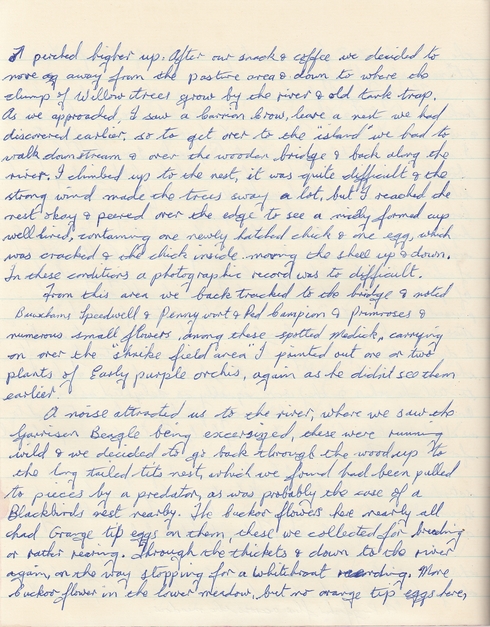 perched higher up. After our snack & coffee we decided to
move away from the pasture area & down to where the
clump of Willow trees grow by the river & old tank trap.
As we approached, I saw a Carrion Crow, leave a nest we had
discovered earlier, so to get over to the "island" we had to
walk downstream & over the wooden bridge & back along the
river. I climbed up to the nest, it was quite difficult & the
strong wind made the trees sway a lot, but I reached the
nest okay & peered over the edge to see a nicely formed cup
well lined, containing one newly hatched chick & one egg, which
was cracked & the chick inside moving the shell up & down.
In these conditions a photographic record was to difficult.
From this area we back tracked to the bridge & noted
Speedwell & Pennywort & Red Campion & Primroses &
numerous small flowers, among these spotted Medick, carrying
on over the "shrike field area" I pointed out one or two
plants of Early purple orchis, again as he didn't see them
earlier.
A noise attracted us to the river, where we saw the
Garrison Beagle being excersized, these were running
wild & we decided to go back through the wood up to
the long tailed tits nest, which we found had been pulled
to pieces by a predator, as was probably the case of a
Blackbirds nest nearby. The flowers here nearly all
had Orange tip eggs on them, these we collected for breeding
or rather rearing. Through the thickets & down to the river
again, on the way stopping for a Whitethroat recording. More
flower in the lower meadow, but no orange tip eggs here,